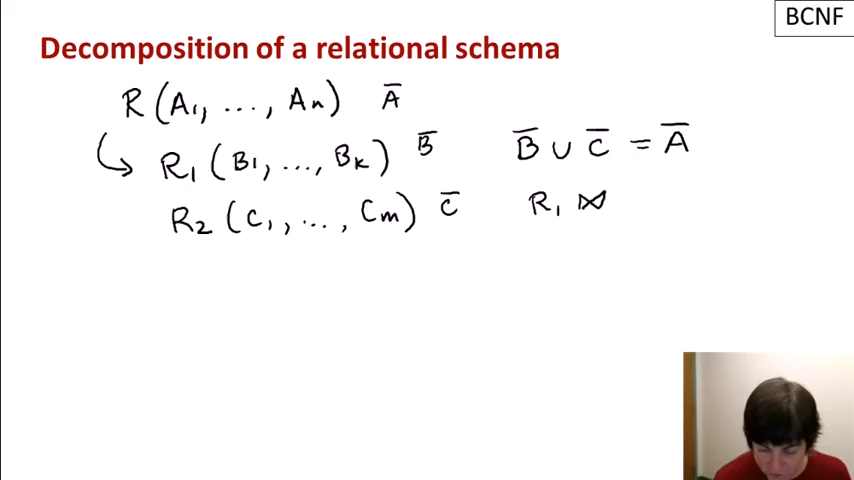 BCNF
Decomposition of a relational schema
R (A₁, ..., Aₙ) A̅
R₁ (B₁, ..., Bₖ) B̅ B̅ ∪ C̅ = A̅
R₂ (C₁, ..., Cₘ) C̅ R₁ ⋈